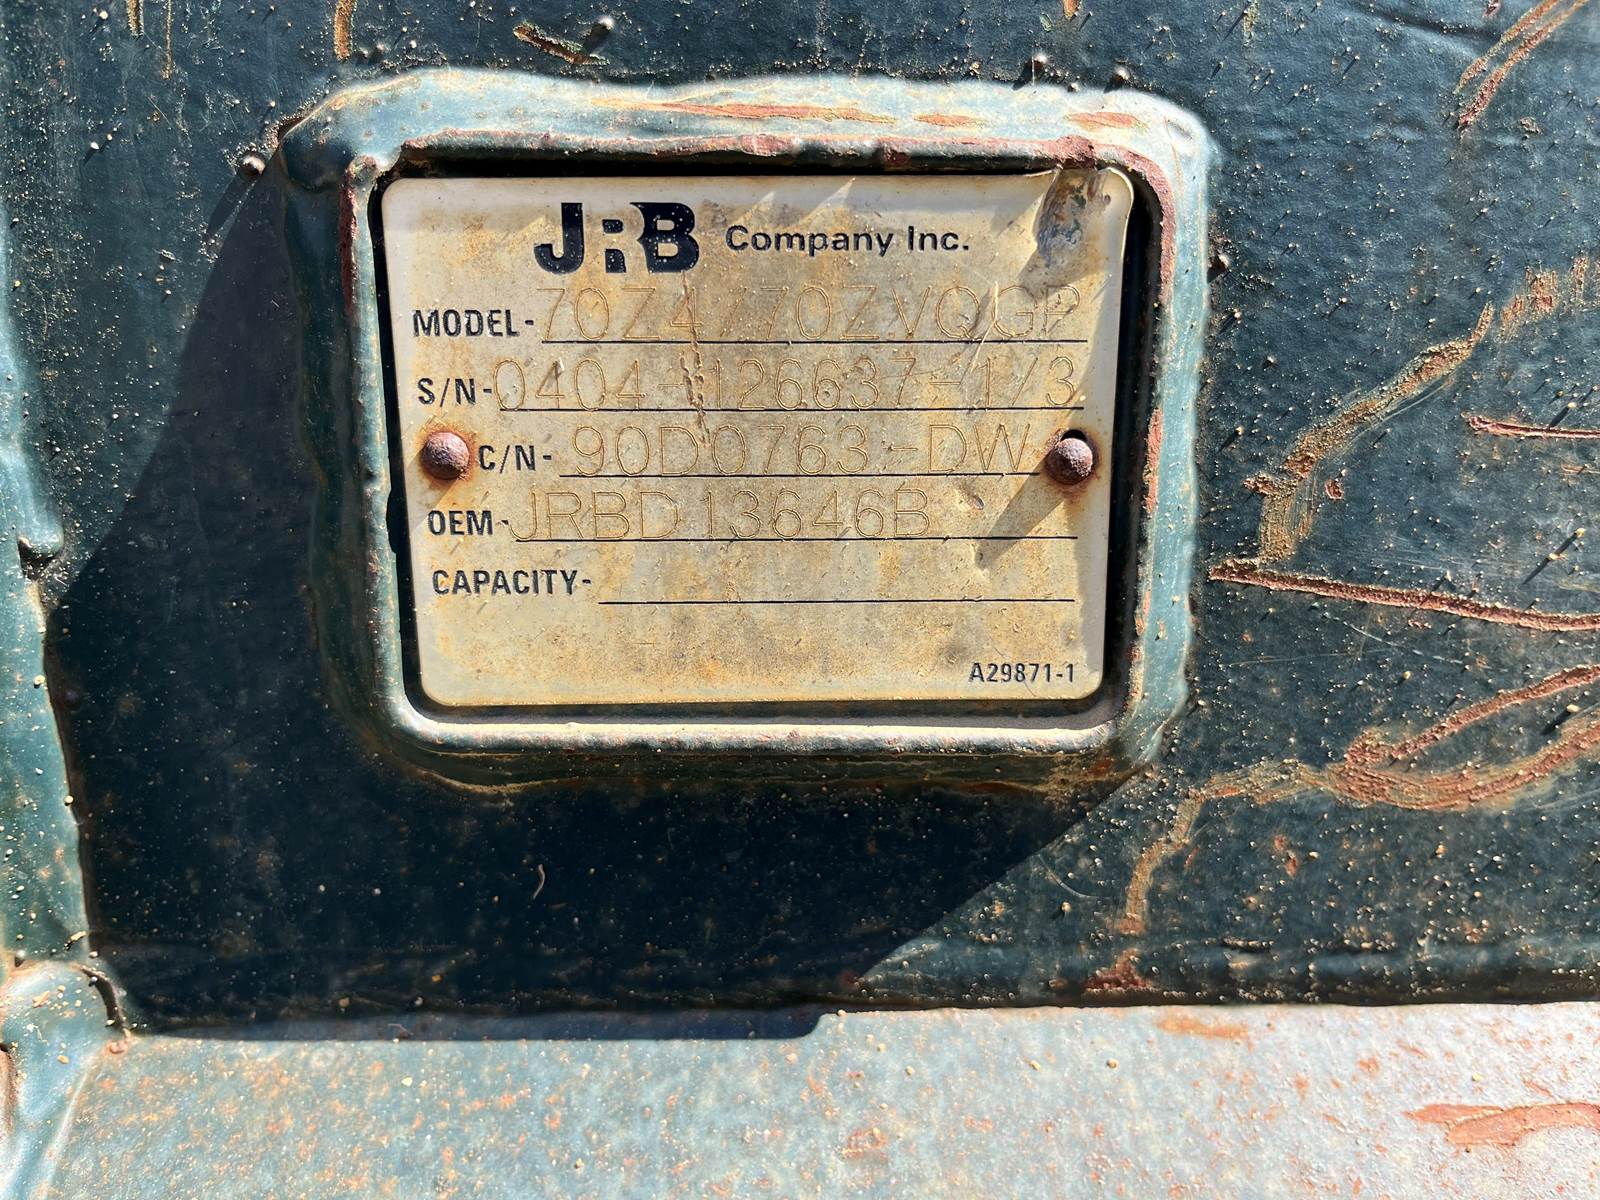 JRB Company Inc.
MODEL-70Z4/70ZVQGP
S/N-0404-126637-1/3
C/N-90D0763-DW
OEM-JRBD13646B
CAPACITY-
A29871-1